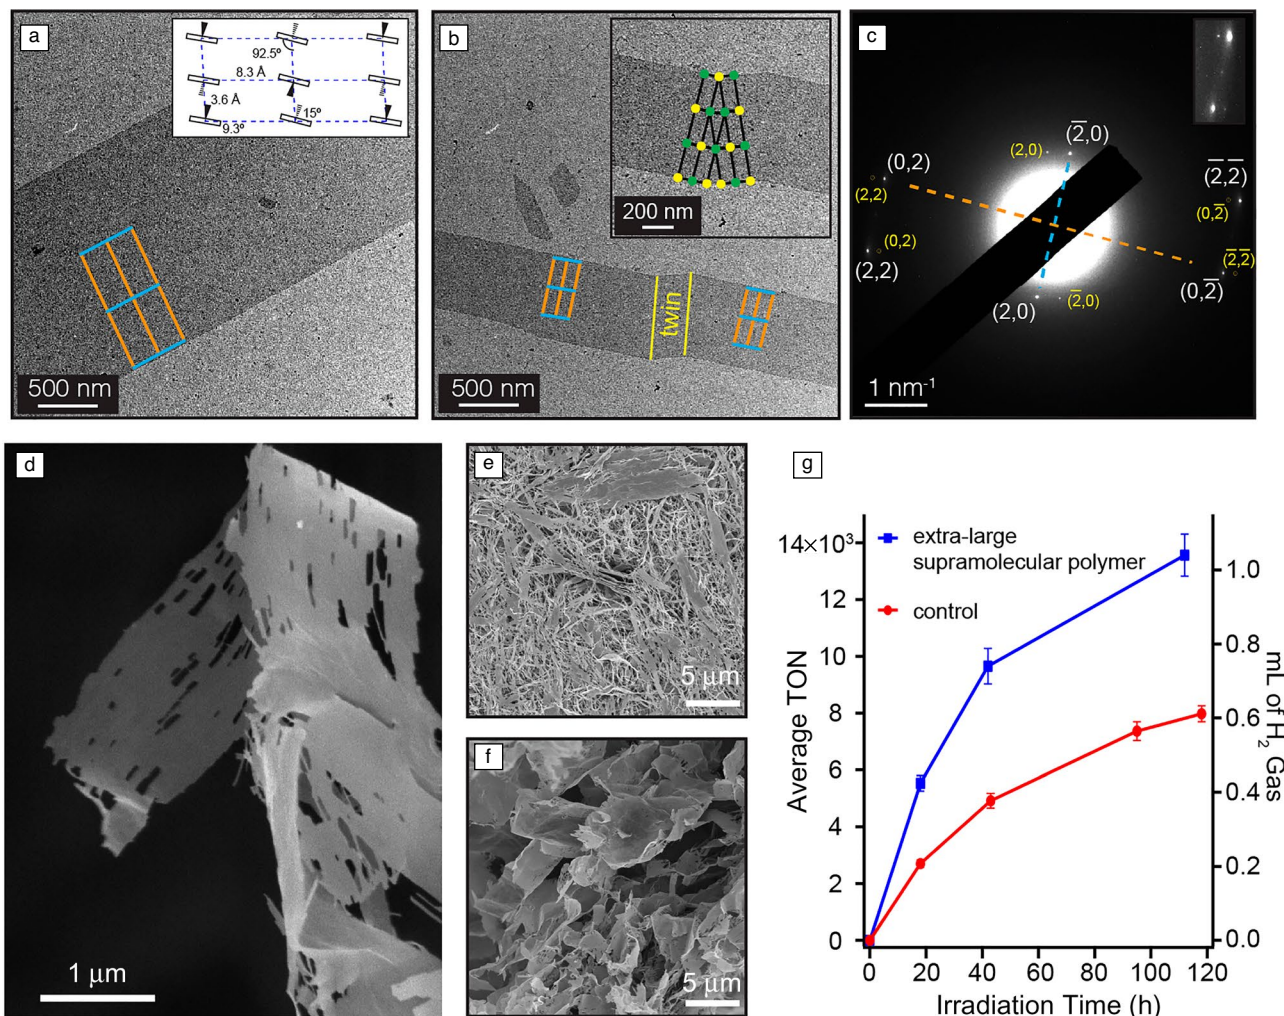 a
92.5º
8.3 Å
3.6 Å
15º
9.3º
500 nm
b
200 nm
twin
500 nm
c
(2,0)
(2̅,0)
(0,2)
(2,2)
(0,2)
(2,2)
(2̅,2̅)
(0,2̅)
(2̅,2̅)
(0,2̅)
(2,0)
(2̅,0)
1 nm⁻¹
d
1 μm
e
5 μm
f
5 μm
g
extra-large
supramolecular polymer
control
14×10³
12
10
8
6
4
2
0
Average TON
1.0
0.8
0.6
0.4
0.2
0.0
mL of H₂ Gas
0 20 40 60 80 100 120
Irradiation Time (h)